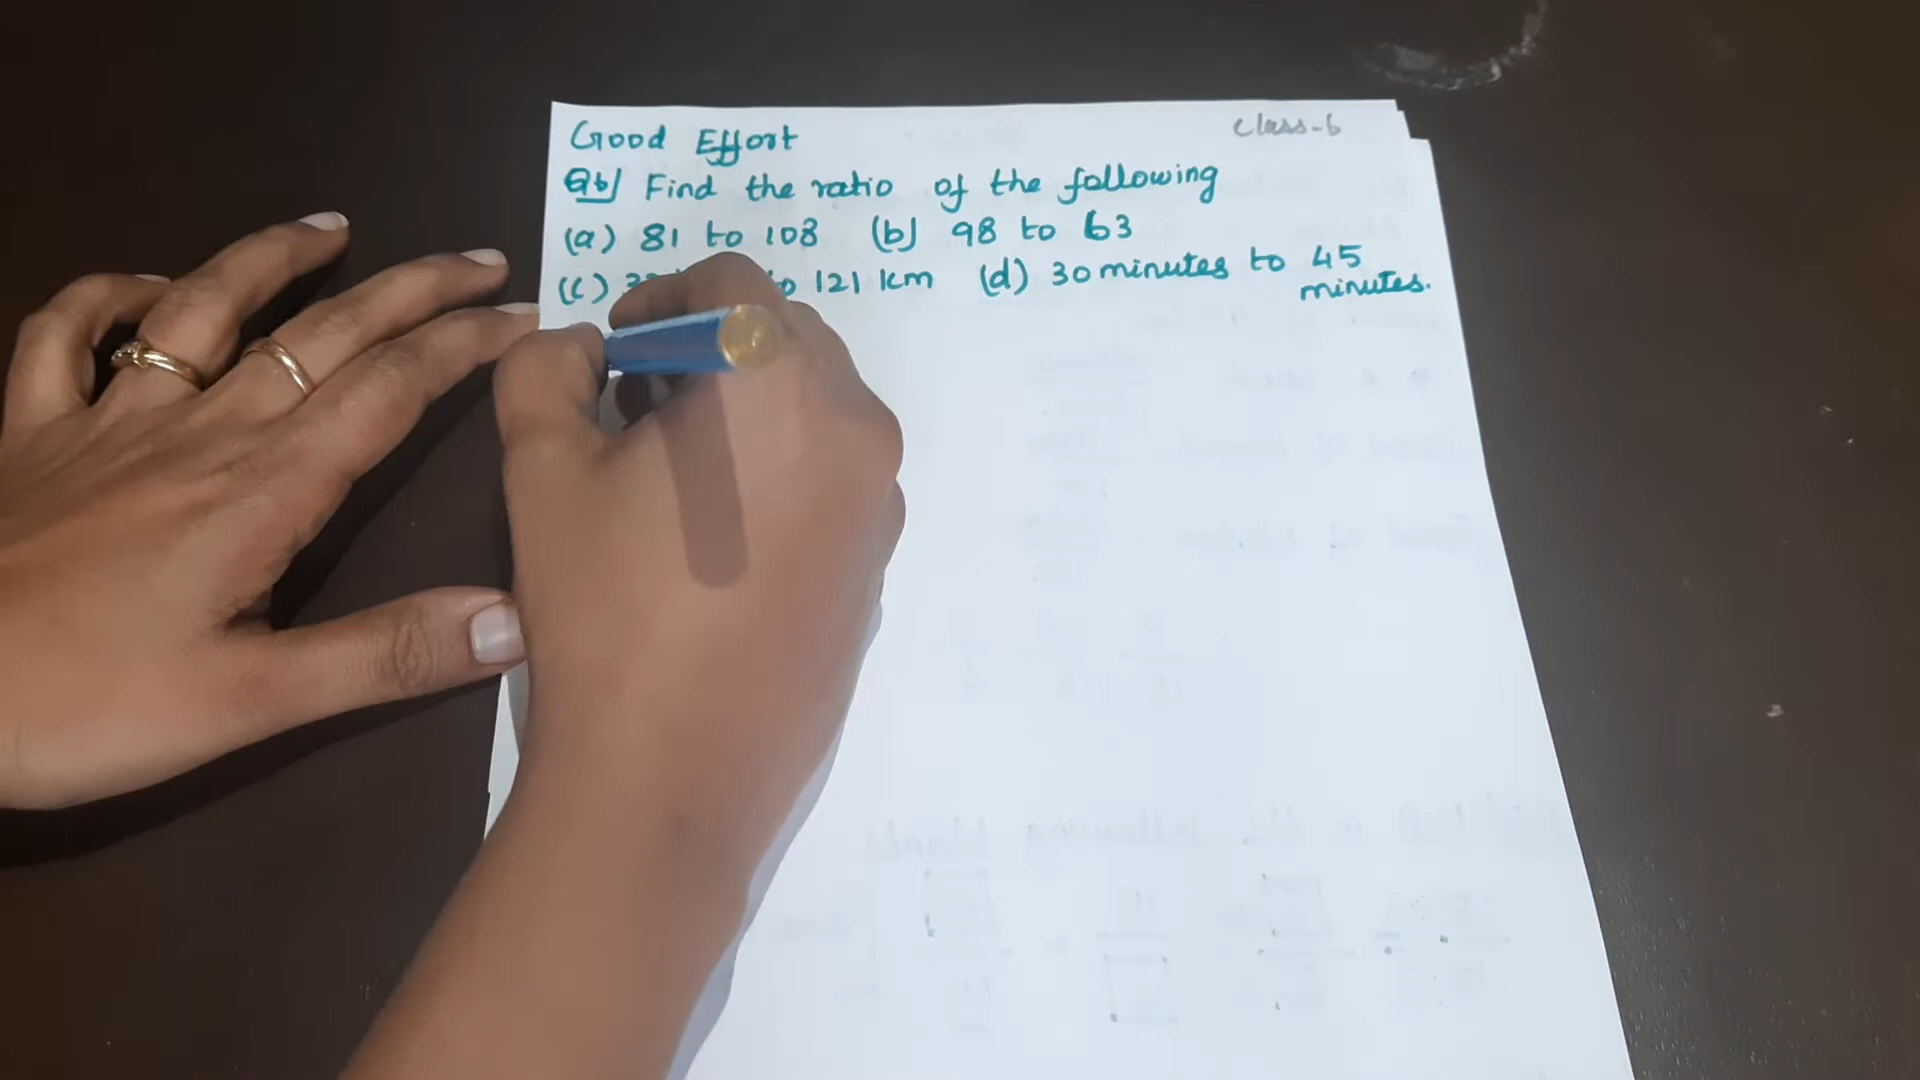 Good Effort
Class-6
Q6) Find the ratio of the following
(a) 81 to 108 (b) 98 to 63
(c) to 121 km (d) 30 minutes to 45
minutes.